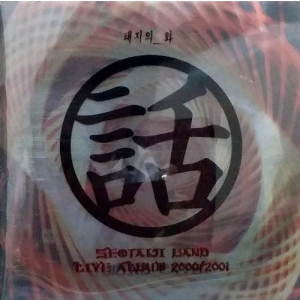 태지의_화
話
SEOTAIJI BAND
LIVE ALBUM 2000/2001